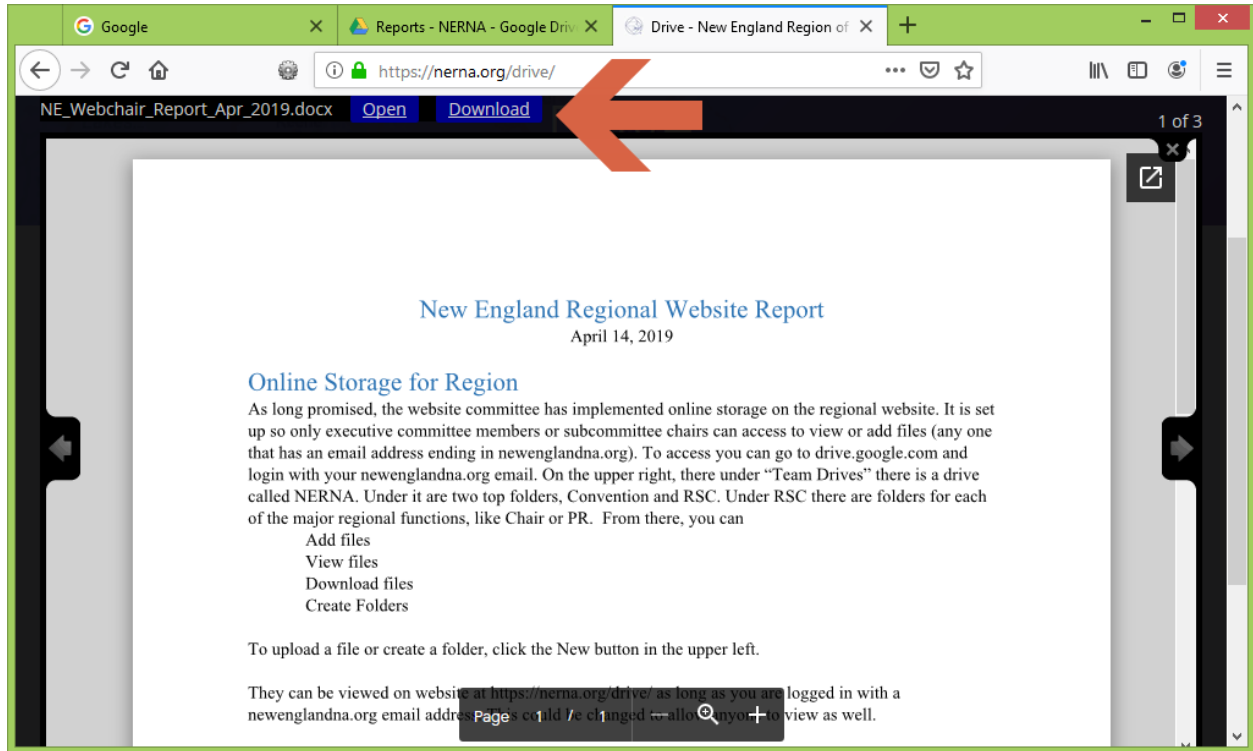 Google
Reports - NERNA - Google Driv
Drive - New England Region of
https://nerna.org/drive/
NE_Webchair_Report_Apr_2019.docx Open Download
1 of 3
New England Regional Website Report
April 14, 2019
Online Storage for Region
As long promised, the website committee has implemented online storage on the regional website. It is set
up so only executive committee members or subcommittee chairs can access to view or add files (any one
that has an email address ending in newenglandna.org). To access you can go to drive.google.com and
login with your newenglandna.org email. On the upper right, there under “Team Drives” there is a drive
called NERNA. Under it are two top folders, Convention and RSC. Under RSC there are folders for each
of the major regional functions, like Chair or PR. From there, you can
Add files
View files
Download files
Create Folders
To upload a file or create a folder, click the New button in the upper left.
They can be viewed on website at https://nerna.org/drive/ as long as you are logged in with a
newenglandna.org email address. This could be changed to allow anyone to view as well.
Page 1 / 1